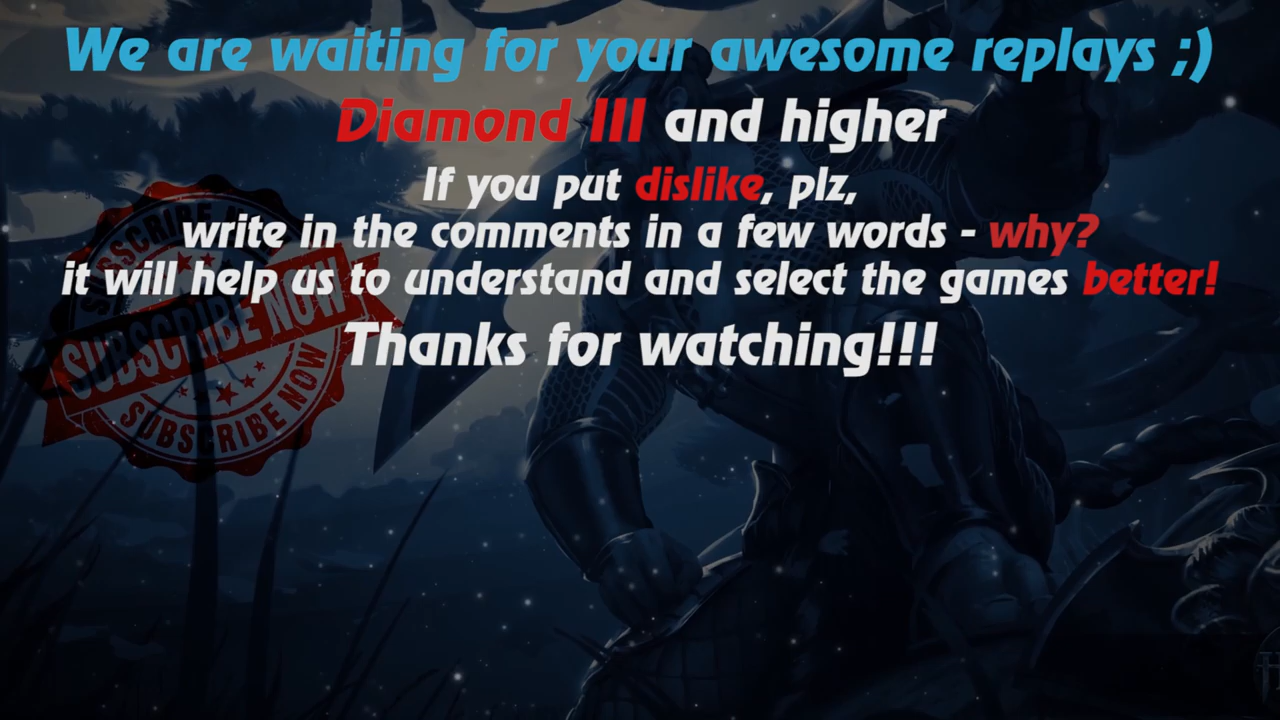 We are waiting for your awesome replays ;)
Diamond III and higher
If you put dislike, plz,
write in the comments in a few words - why?
it will help us to understand and select the games better!
Thanks for watching!!!
SUBSCRIBE NOW
SUBSCRIBE NOW